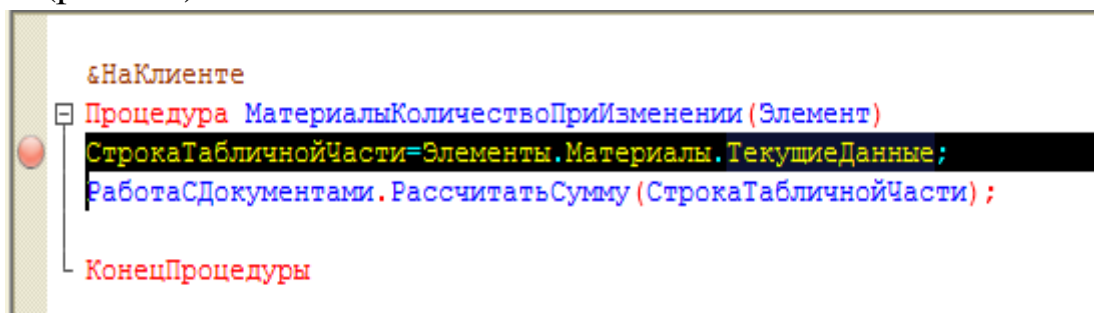 &НаКлиенте
Процедура МатериалыКоличествоПриИзменении(Элемент)
СтрокаТабличнойЧасти=Элементы.Материалы.ТекущиеДанные;
РаботаСДокументами.РассчитатьСумму(СтрокаТабличнойЧасти);
КонецПроцедуры